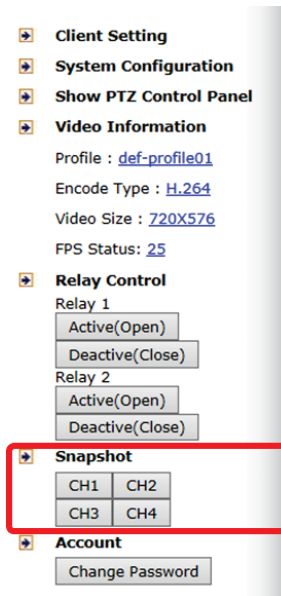 Client Setting
System Configuration
Show PTZ Control Panel
Video Information
Profile : def-profile01
Encode Type : H.264
Video Size : 720X576
FPS Status: 25
Relay Control
Relay 1
Active(Open)
Deactive(Close)
Relay 2
Active(Open)
Deactive(Close)
Snapshot
CH1 CH2
CH3 CH4
Account
Change Password